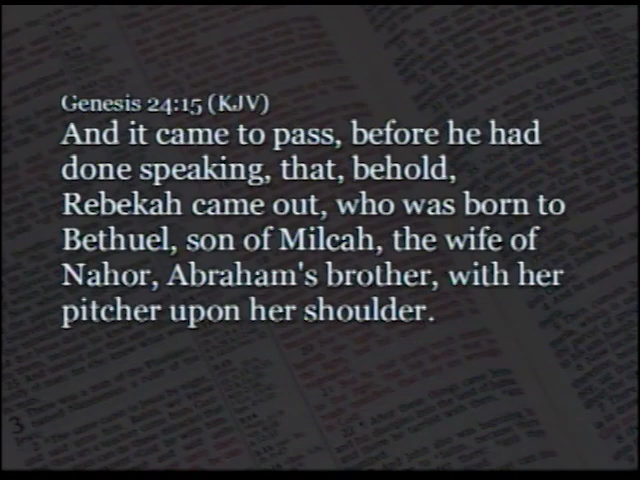 Genesis 24:15 (KJV)
And it came to pass, before he had
done speaking, that, behold,
Rebekah came out, who was born to
Bethuel, son of Milcah, the wife of
Nahor, Abraham's brother, with her
pitcher upon her shoulder.